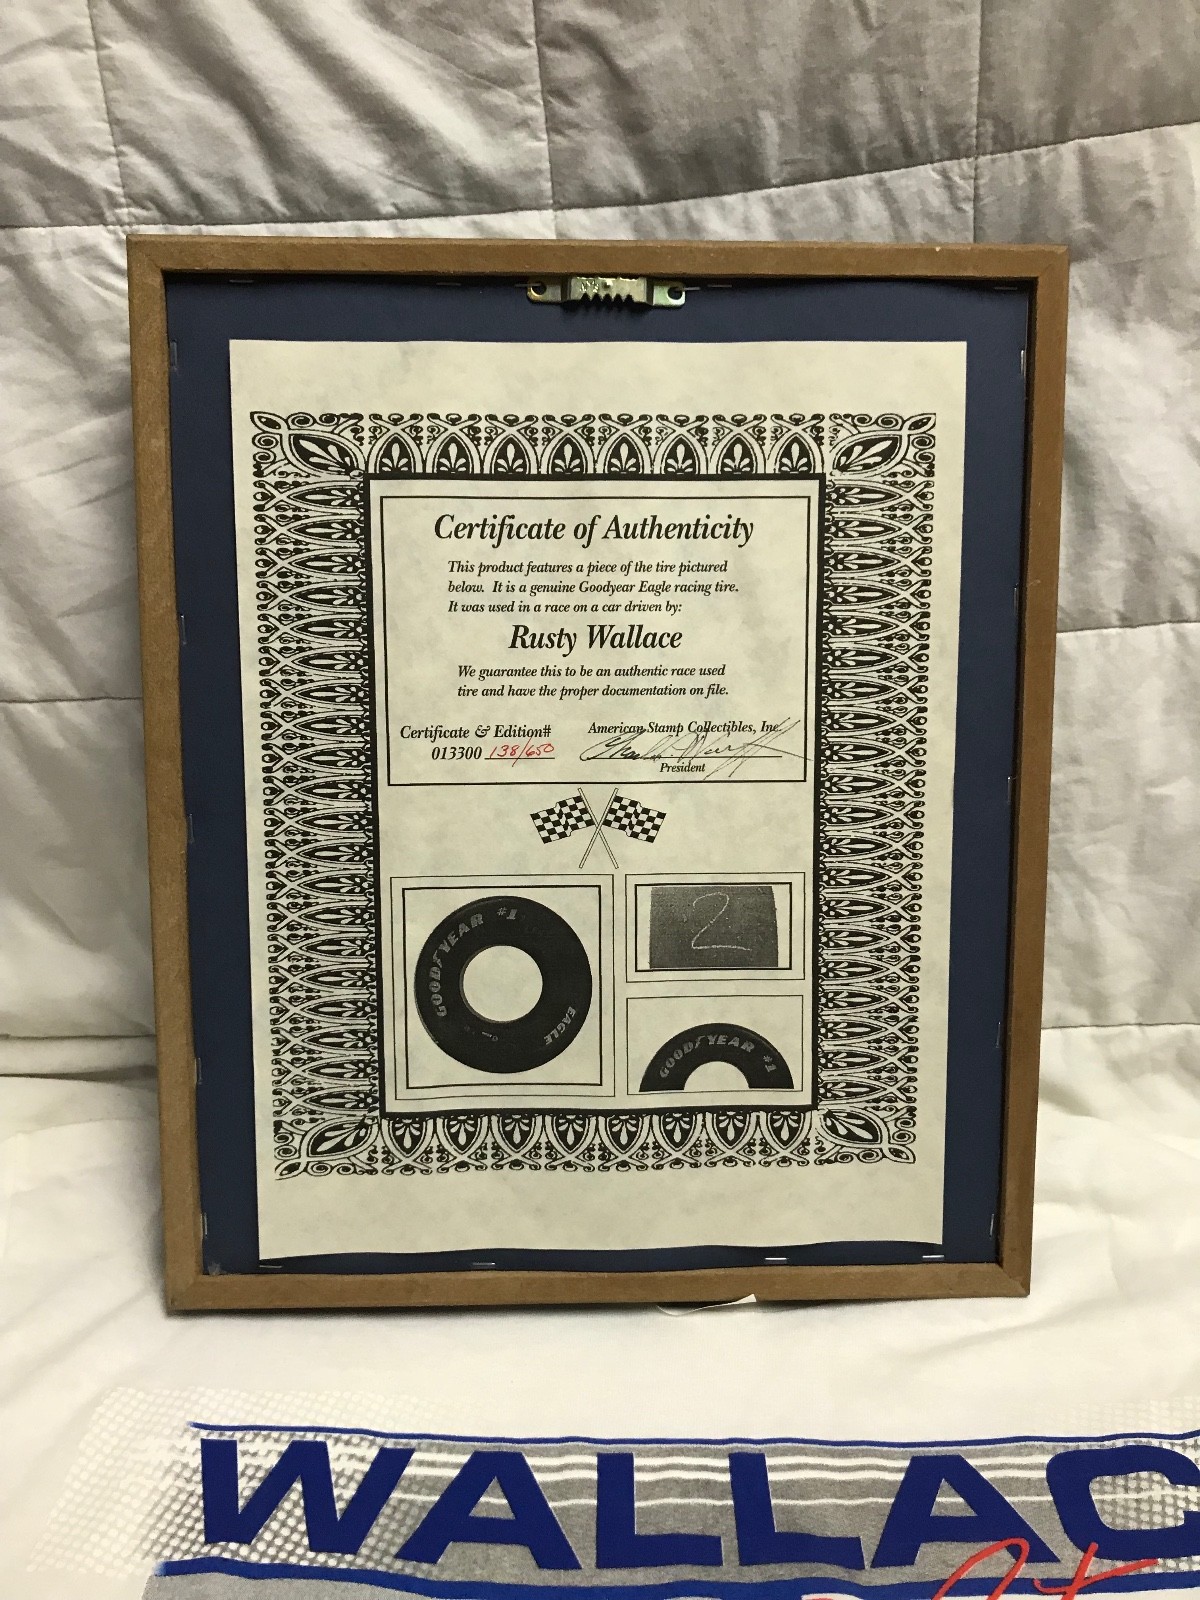 Certificate of Authenticity
This product features a piece of the tire pictured
below. It is a genuine Goodyear Eagle racing tire.
It was used in a race on a car driven by:
Rusty Wallace
We guarantee this to be an authentic race used
tire and have the proper documentation on file.
Certificate & Edition#
013300 138/650
American Stamp Collectibles, Inc.
President
GOODYEAR #1
EAGLE
2
GOODYEAR #1
WALLAC